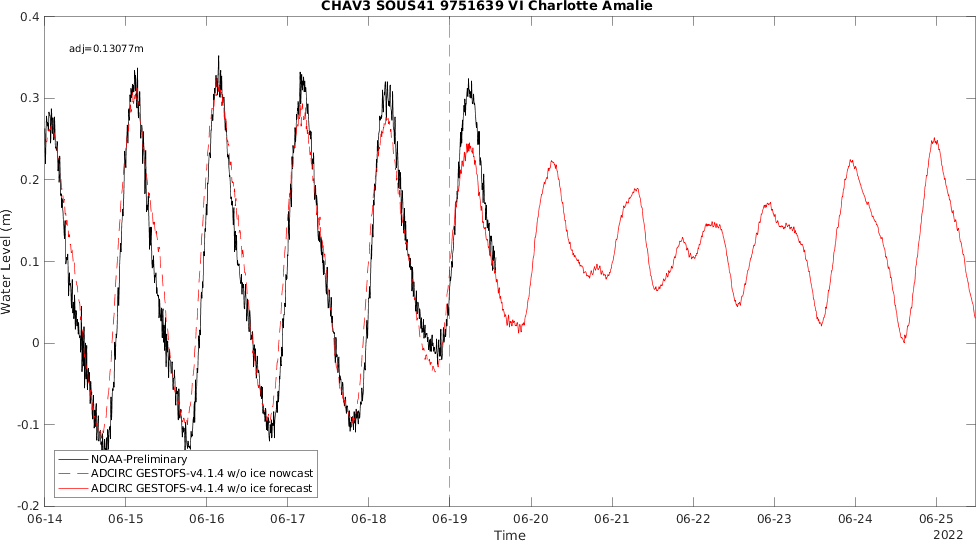 CHAV3 SOUS41 9751639 VI Charlotte Amalie
adj=0.13077m
0.4
0.3
0.2
0.1
0
-0.1
-0.2
Water Level (m)
NOAA-Preliminary
ADCIRC GESTOFS-v4.1.4 w/o ice nowcast
ADCIRC GESTOFS-v4.1.4 w/o ice forecast
06-14 06-15 06-16 06-17 06-18 06-19 06-20 06-21 06-22 06-23 06-24 06-25
Time
2022